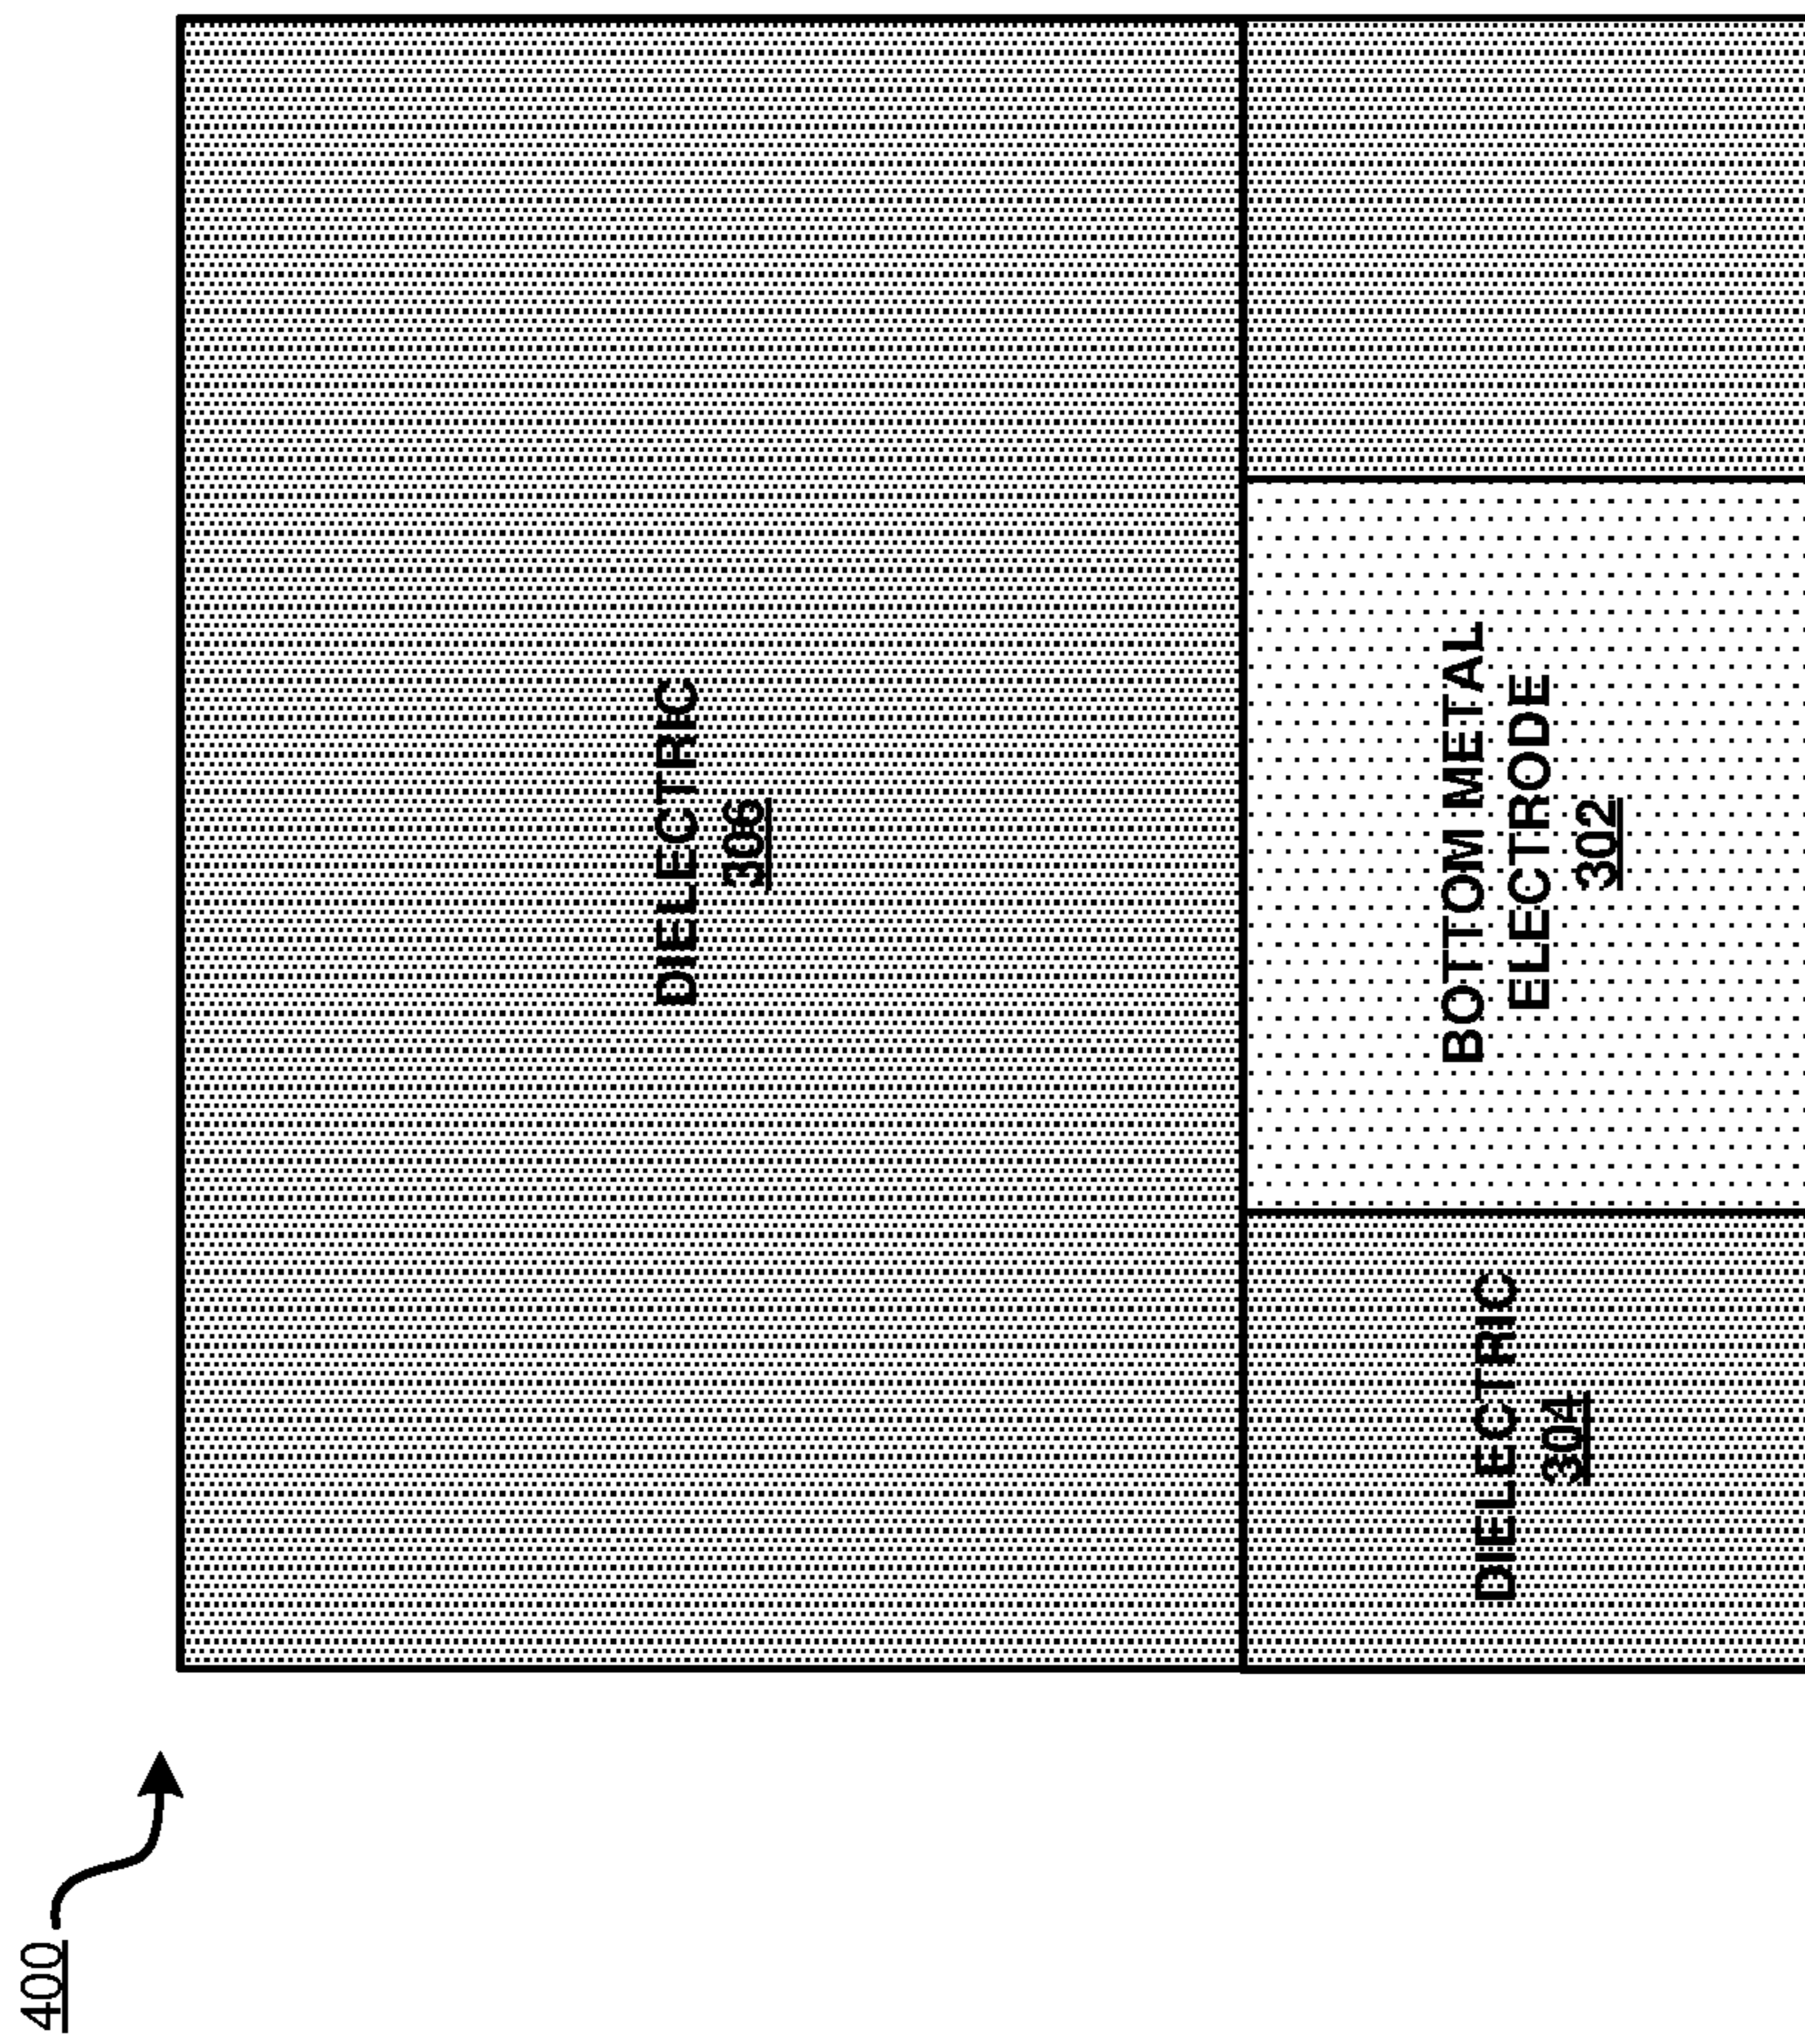 400
DIELECTRIC
306
DIELECTRIC
304
BOTTOM METAL
ELECTRODE
302